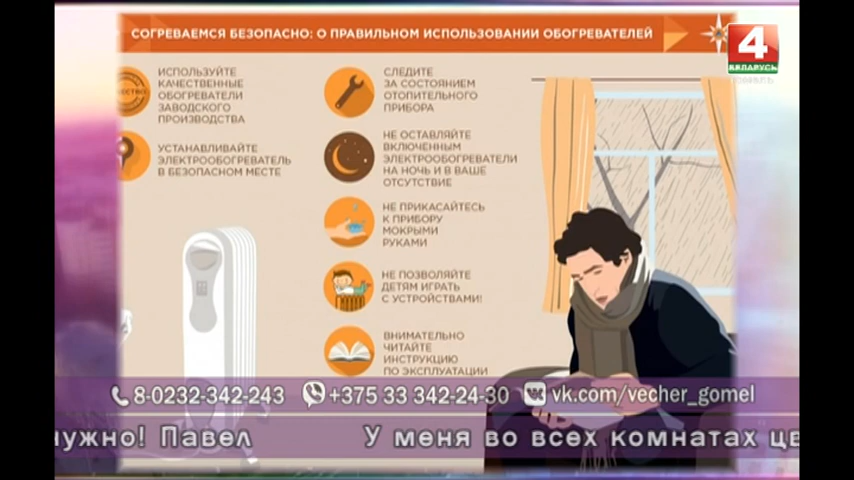 СОГРЕВАЕМСЯ БЕЗОПАСНО: О ПРАВИЛЬНОМ ИСПОЛЬЗОВАНИИ ОБОГРЕВАТЕЛЕЙ
4
БЕЛАРУСЬ
ИСПОЛЬЗУЙТЕ
КАЧЕСТВЕННЫЕ
ОБОГРЕВАТЕЛИ
ЗАВОДСКОГО
ПРОИЗВОДСТВА
УСТАНАВЛИВАЙТЕ
ЭЛЕКТРООБОГРЕВАТЕЛЬ
В БЕЗОПАСНОМ МЕСТЕ
СЛЕДИТЕ
ЗА СОСТОЯНИЕМ
ОТОПИТЕЛЬНОГО
ПРИБОРА
НЕ ОСТАВЛЯЙТЕ
ВКЛЮЧЕННЫМ
ЭЛЕКТРООБОГРЕВАТЕЛИ
НА НОЧЬ И В ВАШЕ
ОТСУТСТВИЕ
НЕ ПРИКАСАЙТЕСЬ
К ПРИБОРУ
МОКРЫМИ
РУКАМИ
НЕ ПОЗВОЛЯЙТЕ
ДЕТЯМ ИГРАТЬ
С УСТРОЙСТВАМИ!
ВНИМАТЕЛЬНО
ЧИТАЙТЕ
ИНСТРУКЦИЮ
ПО ЭКСПЛУАТАЦИИ
8-0232-342-243 +375 33 342-24-30 vk.com/vecher_gomel
нужно! Павел У меня во всех комнатах цв